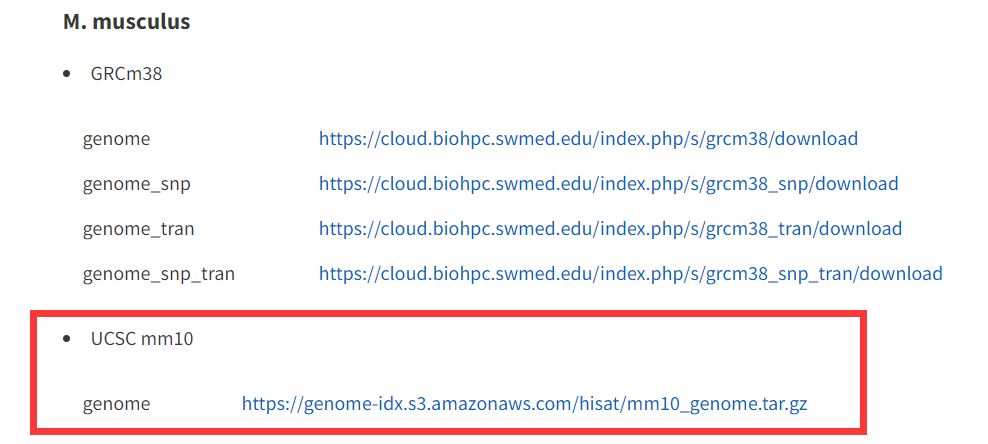 M. musculus
• GRCm38
genome https://cloud.biohpc.swmed.edu/index.php/s/grcm38/download
genome_snp https://cloud.biohpc.swmed.edu/index.php/s/grcm38_snp/download
genome_tran https://cloud.biohpc.swmed.edu/index.php/s/grcm38_tran/download
genome_snp_tran https://cloud.biohpc.swmed.edu/index.php/s/grcm38_snp_tran/download
• UCSC mm10
genome https://genome-idx.s3.amazonaws.com/hisat/mm10_genome.tar.gz